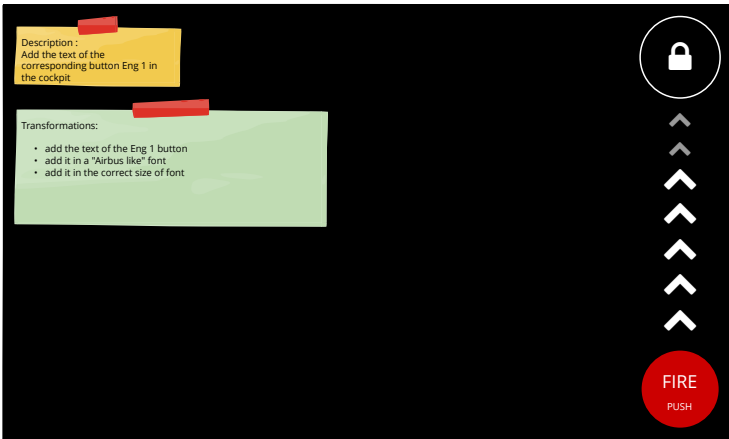 Description :
Add the text of the
corresponding button Eng 1 in
the cockpit
Transformations:
• add the text of the Eng 1 button
• add it in a "Airbus like" font
• add it in the correct size of font
FIRE
PUSH